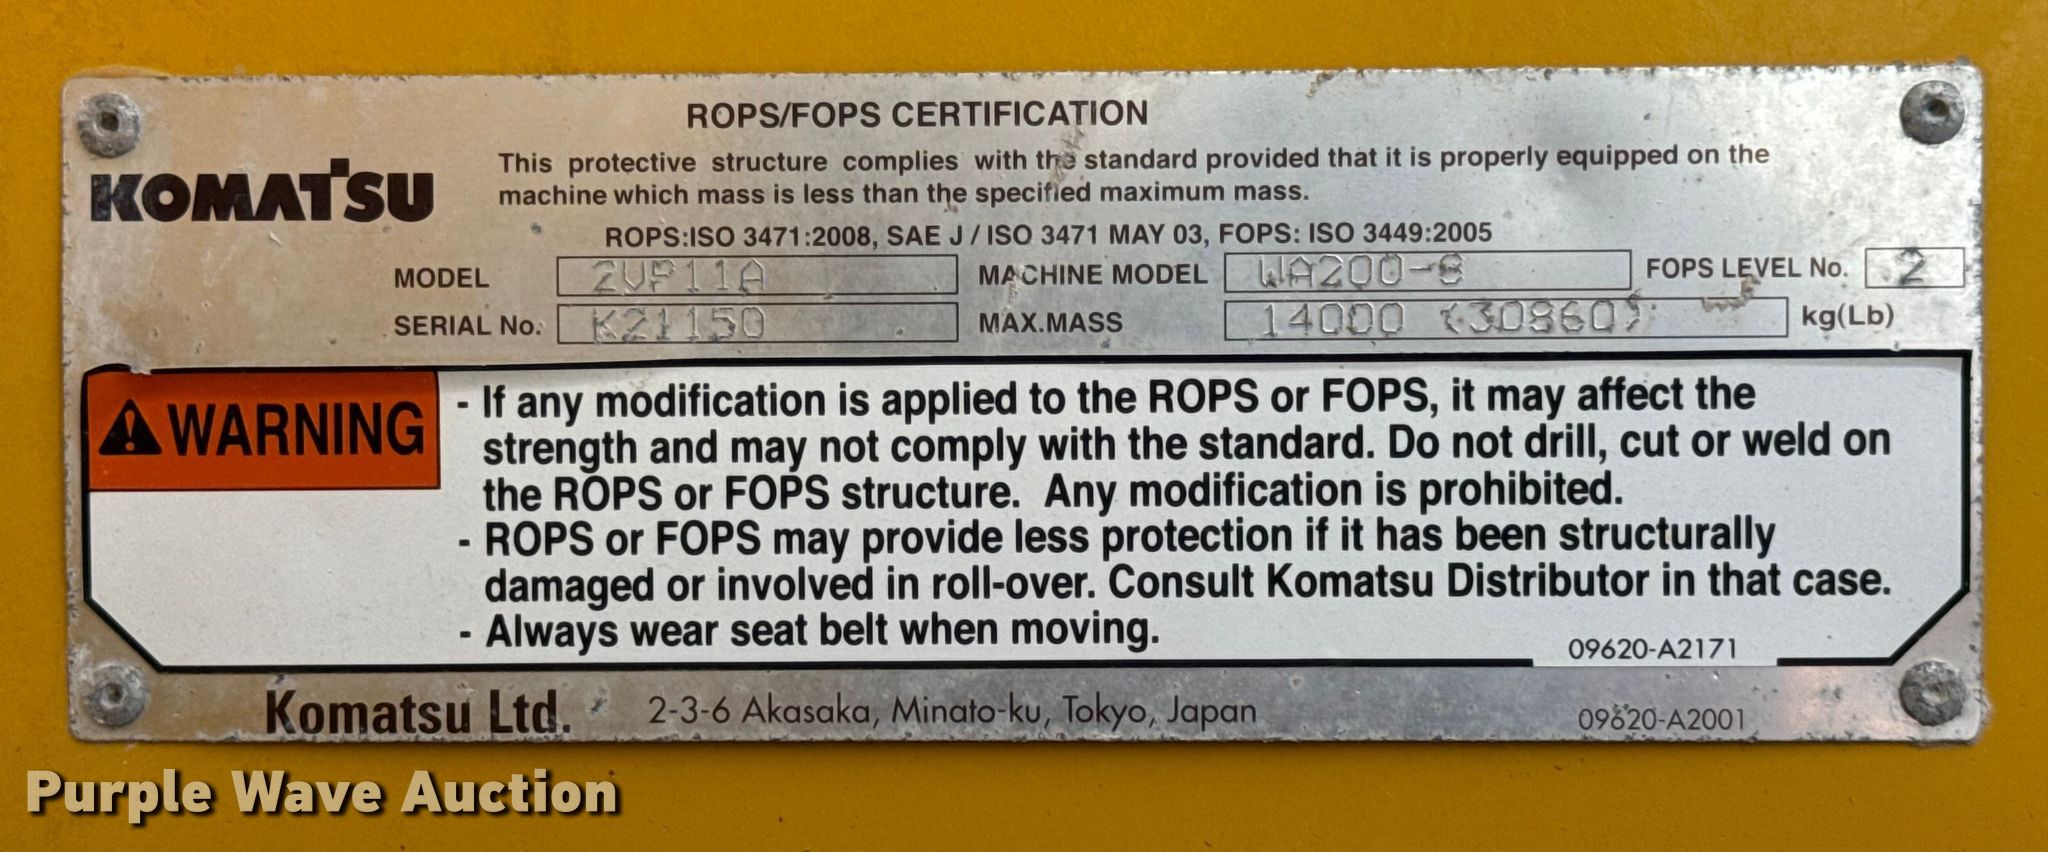 ROPS/FOPS CERTIFICATION
KOMATSU
This protective structure complies with the standard provided that it is properly equipped on the
machine which mass is less than the specified maximum mass.
ROPS:ISO 3471:2008, SAE J / ISO 3471 MAY 03, FOPS: ISO 3449:2005
MODEL 2VP11A MACHINE MODEL WA200-8 FOPS LEVEL No. 2
SERIAL No. K21150 MAX.MASS 14000 (30860) kg(Lb)
WARNING
- If any modification is applied to the ROPS or FOPS, it may affect the
strength and may not comply with the standard. Do not drill, cut or weld on
the ROPS or FOPS structure. Any modification is prohibited.
- ROPS or FOPS may provide less protection if it has been structurally
damaged or involved in roll-over. Consult Komatsu Distributor in that case.
- Always wear seat belt when moving.
09620-A2171
Komatsu Ltd. 2-3-6 Akasaka, Minato-ku, Tokyo, Japan 09620-A2001
Purple Wave Auction